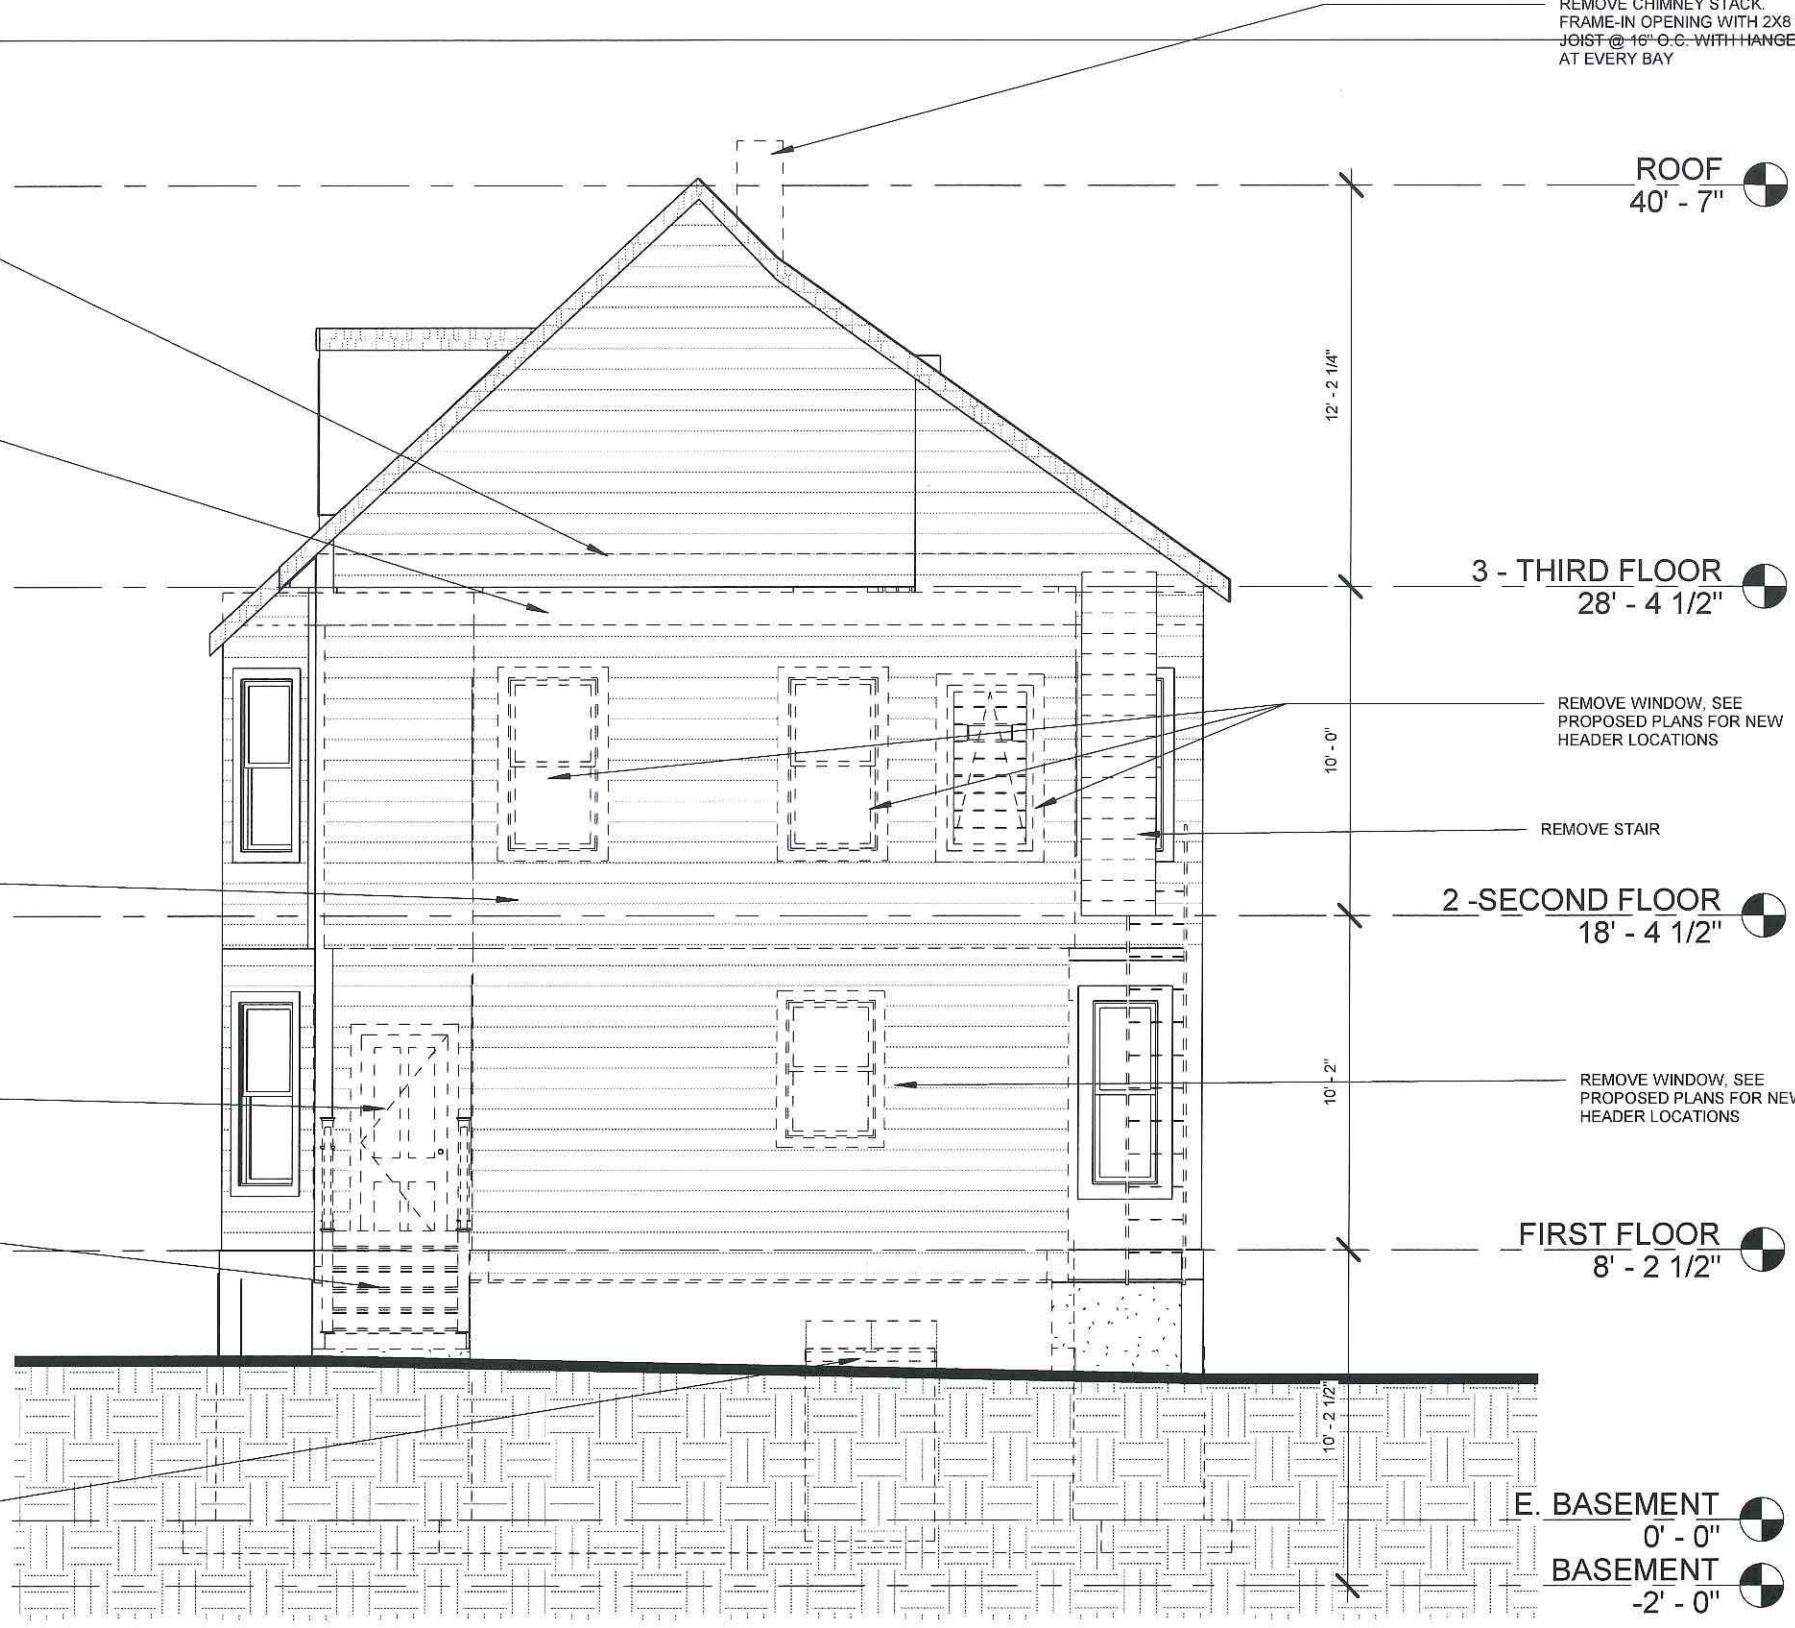 REMOVE CHIMNEY STACK.
FRAME-IN OPENING WITH 2X8
JOIST @ 16" O.C. WITH HANGE
AT EVERY BAY
ROOF
40' - 7"
12' - 2 1/4"
3 - THIRD FLOOR
28' - 4 1/2"
REMOVE WINDOW, SEE
PROPOSED PLANS FOR NEW
HEADER LOCATIONS
10' - 0"
REMOVE STAIR
2 -SECOND FLOOR
18' - 4 1/2"
10' - 2"
REMOVE WINDOW, SEE
PROPOSED PLANS FOR NEW
HEADER LOCATIONS
FIRST FLOOR
8' - 2 1/2"
10' - 2 1/2"
E. BASEMENT
0' - 0"
BASEMENT
-2' - 0"